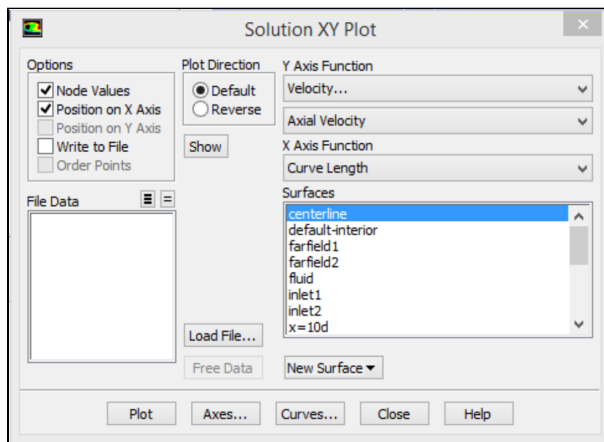 Solution XY Plot
Options
Node Values
Position on X Axis
Position on Y Axis
Write to File
Order Points
Plot Direction
Default
Reverse
Show
Y Axis Function
Velocity...
Axial Velocity
X Axis Function
Curve Length
File Data
Load File...
Free Data
Surfaces
centerline
default-interior
farfield1
farfield2
fluid
inlet1
inlet2
x=10d
New Surface
Plot Axes... Curves... Close Help